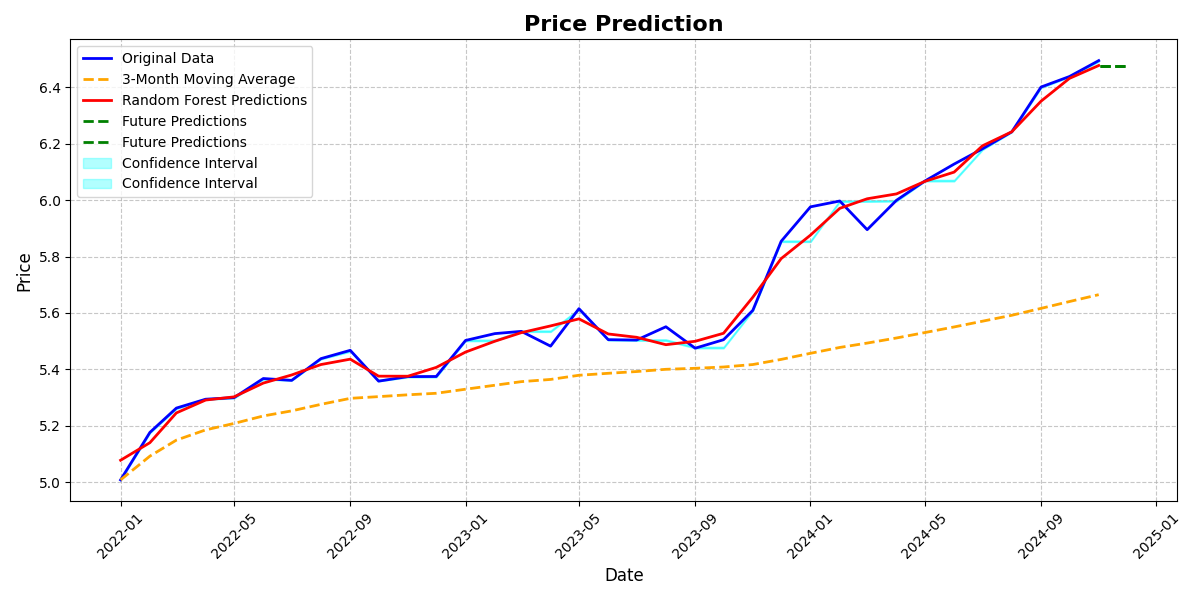 Price Prediction
Original Data
3-Month Moving Average
Random Forest Predictions
Future Predictions
Future Predictions
Confidence Interval
Confidence Interval
Price
6.4
6.2
6.0
5.8
5.6
5.4
5.2
5.0
2022-01
2022-05
2022-09
2023-01
2023-05
2023-09
2024-01
2024-05
2024-09
2025-01
Date